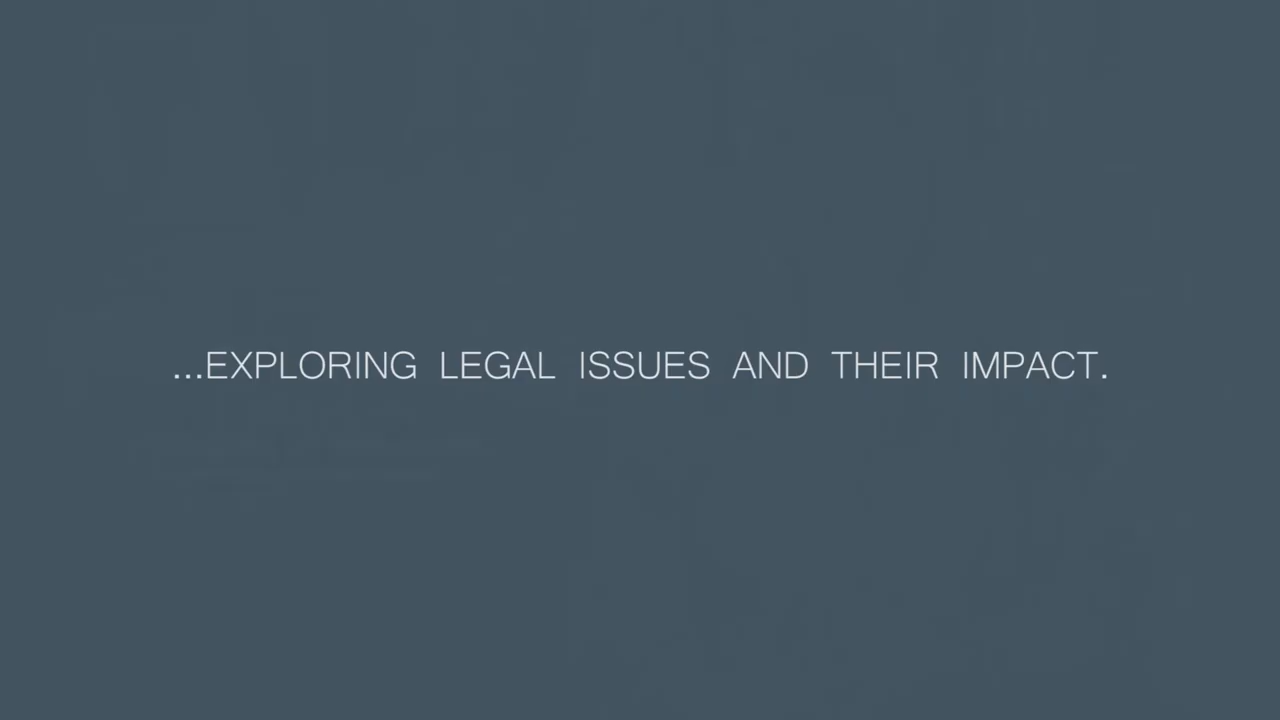 ...EXPLORING LEGAL ISSUES AND THEIR IMPACT.